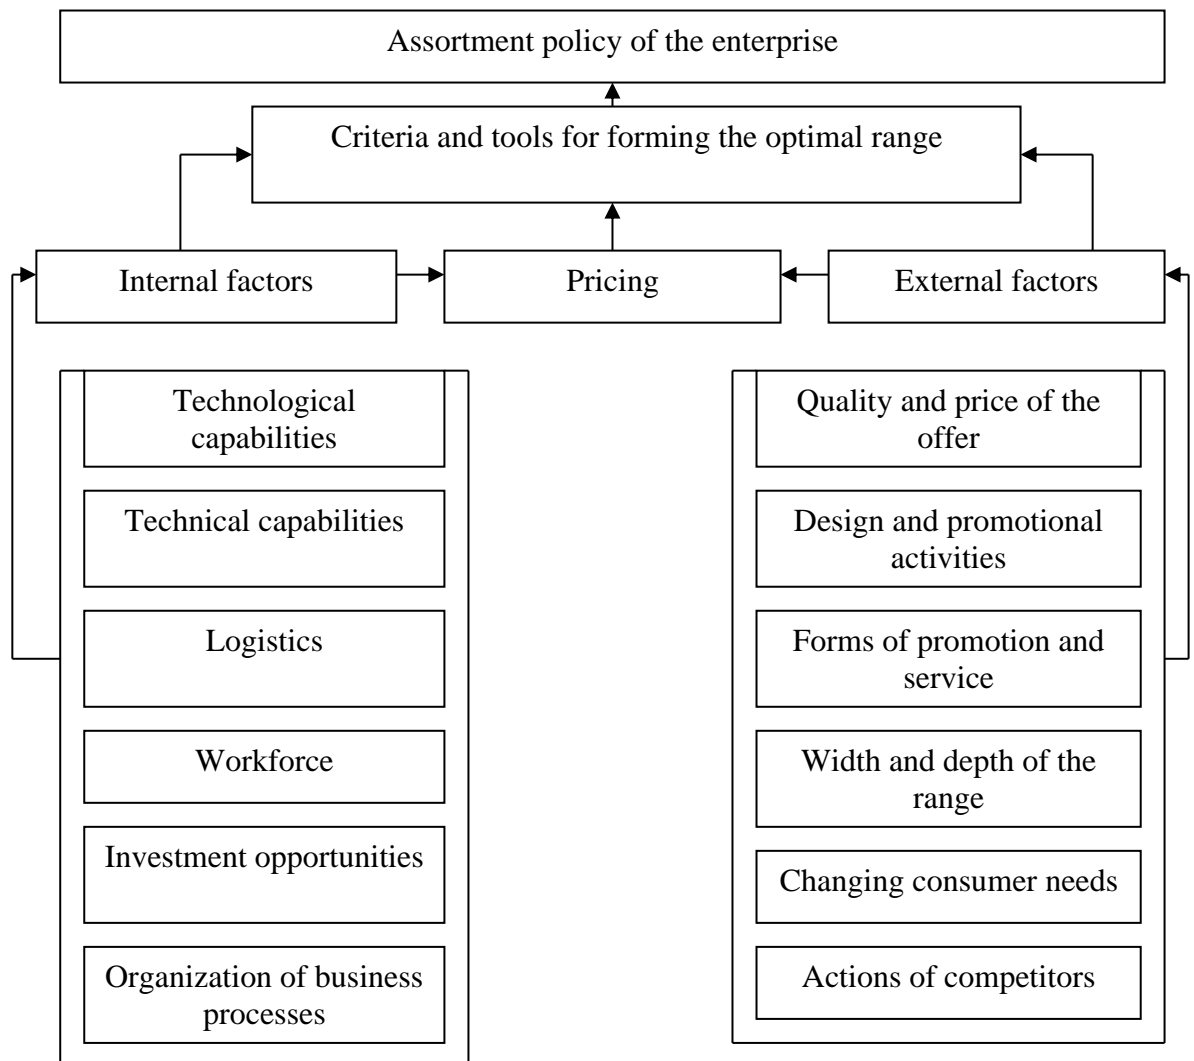 Assortment policy of the enterprise
Criteria and tools for forming the optimal range
Internal factors
Pricing
External factors
Technological
capabilities
Technical capabilities
Logistics
Workforce
Investment opportunities
Organization of business
processes
Quality and price of the
offer
Design and promotional
activities
Forms of promotion and
service
Width and depth of the
range
Changing consumer needs
Actions of competitors